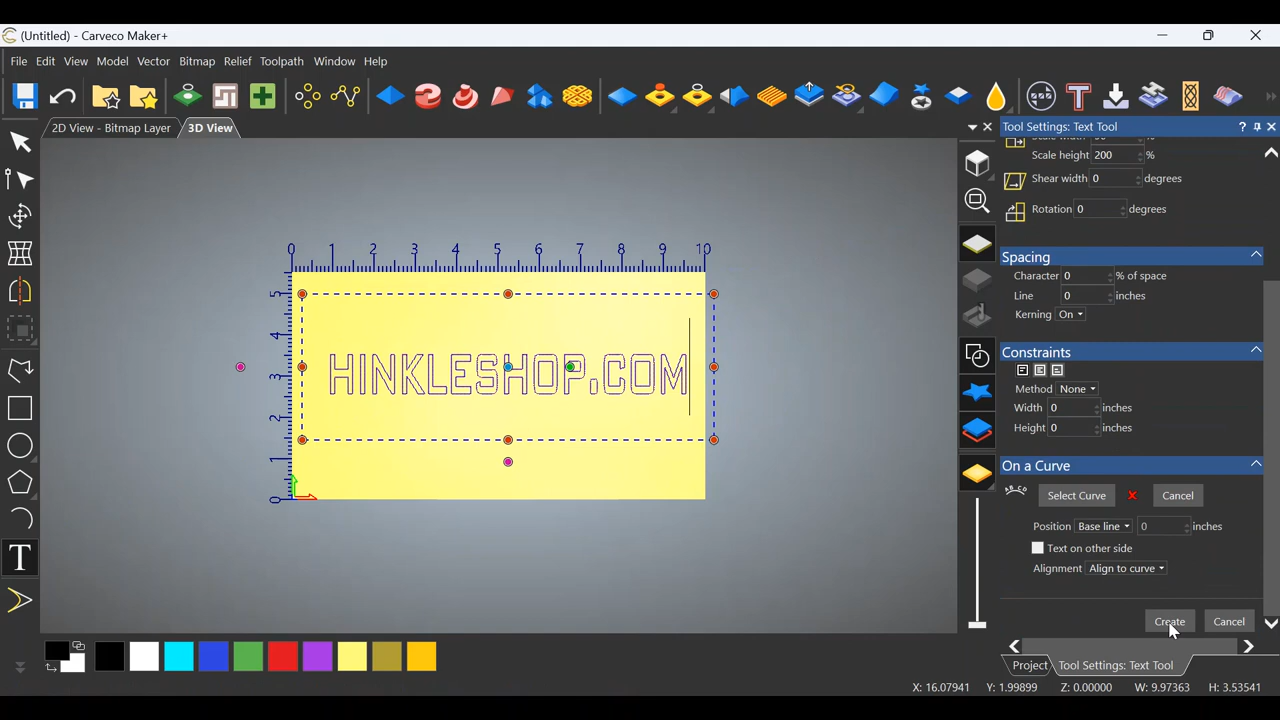 (Untitled) - Carveco Maker+
File Edit View Model Vector Bitmap Relief Toolpath Window Help
2D View - Bitmap Layer 3D View
Tool Settings: Text Tool
Scale height 200 %
Shear width 0 degrees
Rotation 0 degrees
Spacing
Character 0 % of space
Line 0 inches
Kerning On
Constraints
Method None
Width 0 inches
Height 0 inches
On a Curve
ABCO Select Curve Cancel
Position Base line 0 inches
Text on other side
Alignment Align to curve
Create Cancel
Project Tool Settings: Text Tool
X: 16.07941 Y: 1.99899 Z: 0.00000 W: 9.97363 H: 3.53541
0 1 2 3 4 5 6 7 8 9 10
5
4
3
2
1
0
HINKLESHOP.COM
T